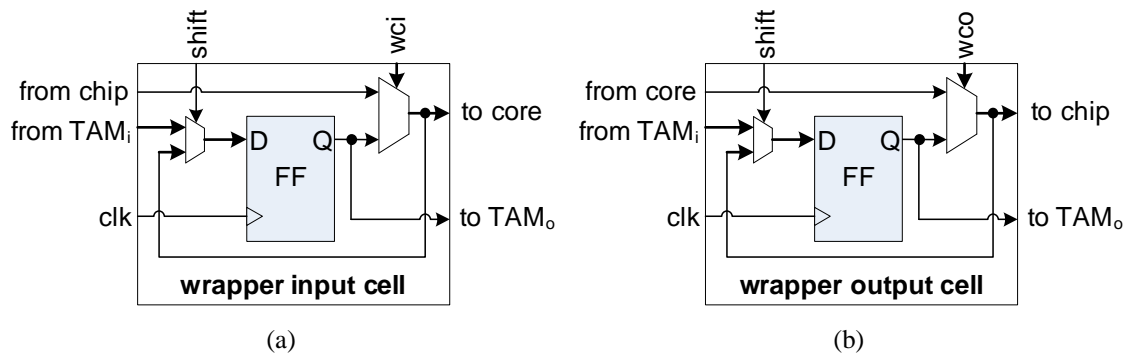 shift
wci
from chip
from TAMi
clk
D
Q
FF
to core
to TAMo
wrapper input cell
(a)
shift
wco
from core
from TAMi
clk
D
Q
FF
to chip
to TAMo
wrapper output cell
(b)